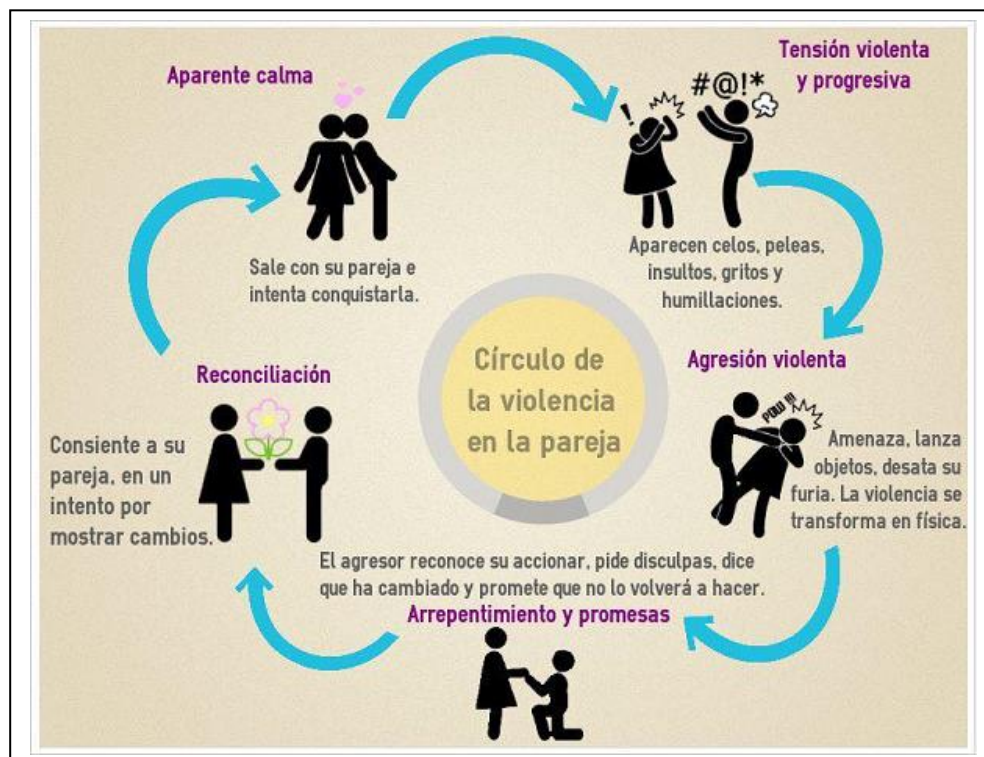 Aparente calma
Sale con su pareja e
intenta conquistarla.
Tensión violenta
y progresiva
#@!*
!
Aparecen celos, peleas,
insultos, gritos y
humillaciones.
Agresión violenta
Amenaza, lanza
objetos, desata su
furia. La violencia se
transforma en física.
El agresor reconoce su accionar, pide disculpas, dice
que ha cambiado y promete que no lo volverá a hacer.
Arrepentimiento y promesas
Reconciliación
Consiente a su
pareja, en un
intento por
mostrar cambios.
Círculo de
la violencia
en la pareja